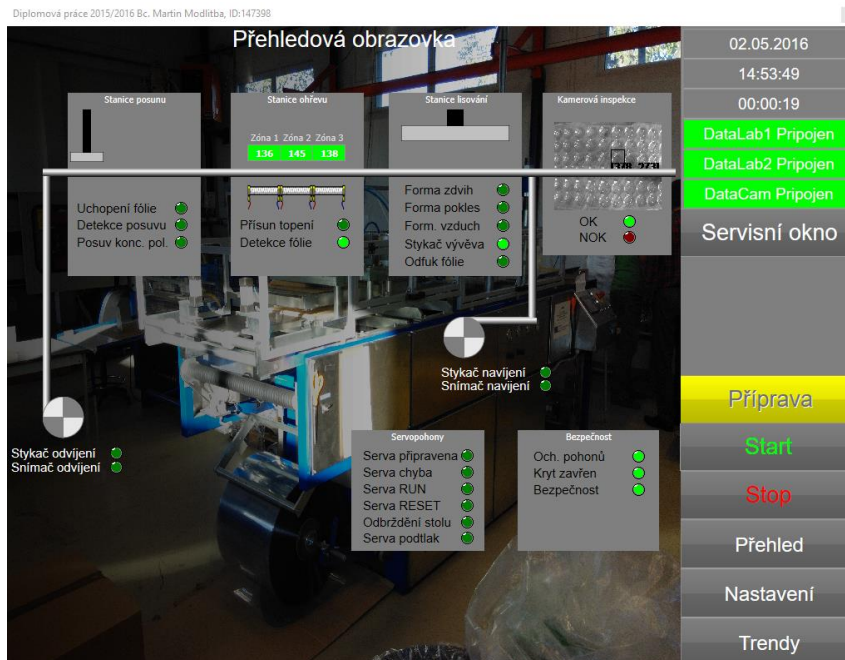 Diplomová práce 2015/2016 Bc. Martin Modlitba, ID:147398
Přehledová obrazovka
02.05.2016
14:53:49
00:00:19
DataLab1 Pripojen
DataLab2 Pripojen
DataCam Pripojen
Servisní okno
Stanice posunu
Uchopení fólie
Detekce posuvu
Posuv konc. pol.
Stanice ohřevu
Zóna 1 Zóna 2 Zóna 3
136 145 138
Přísun topení
Detekce fólie
Stanice lisování
Forma zdvih
Forma pokles
Form. vzduch
Stykač vývěva
Odfuk fólie
Kamerová inspekce
OK
NOK
Stykač navíjení
Snímač navijení
Stykač odvíjení
Snímač odvíjení
Servopohony
Serva připravena
Serva chyba
Serva RUN
Serva RESET
Odbrždění stolu
Serva podtlak
Bezpečnost
Och. pohonů
Kryt zavřen
Bezpečnost
Příprava
Start
Stop
Přehled
Nastavení
Trendy